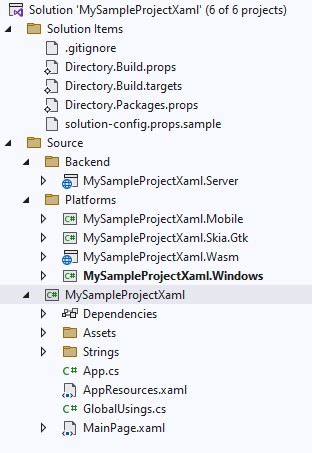 Solution 'MySampleProjectXaml' (6 of 6 projects)
Solution Items
.gitignore
Directory.Build.props
Directory.Build.targets
Directory.Packages.props
solution-config.props.sample
Source
Backend
MySampleProjectXaml.Server
Platforms
C# MySampleProjectXaml.Mobile
C# MySampleProjectXaml.Skia.Gtk
MySampleProjectXaml.Wasm
C# MySampleProjectXaml.Windows
C# MySampleProjectXaml
Dependencies
Assets
Strings
C# App.cs
AppResources.xaml
C# GlobalUsings.cs
MainPage.xaml